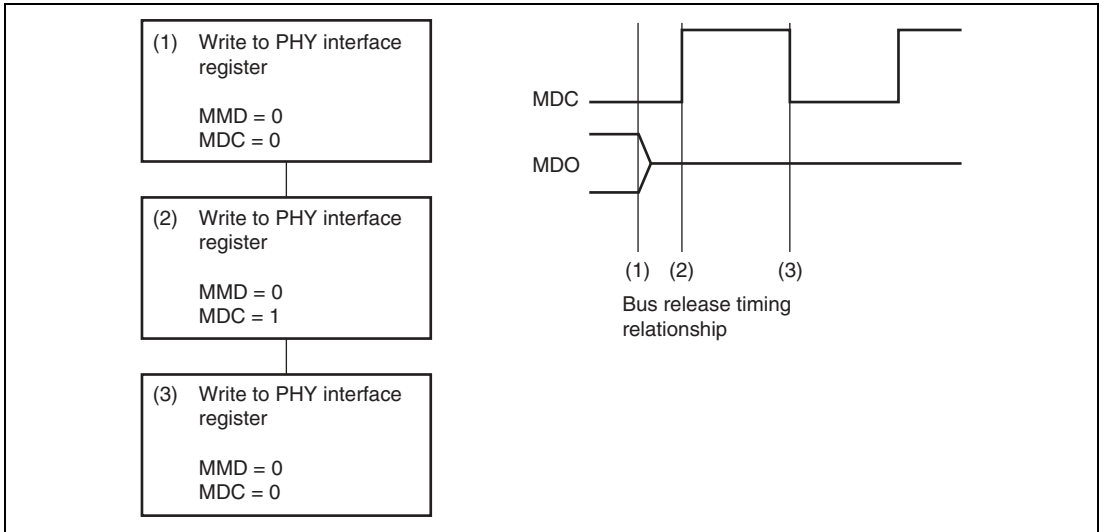 (1) Write to PHY interface
register
MMD = 0
MDC = 0
(2) Write to PHY interface
register
MMD = 0
MDC = 1
(3) Write to PHY interface
register
MMD = 0
MDC = 0
MDC
MDO
(1) (2) (3)
Bus release timing
relationship